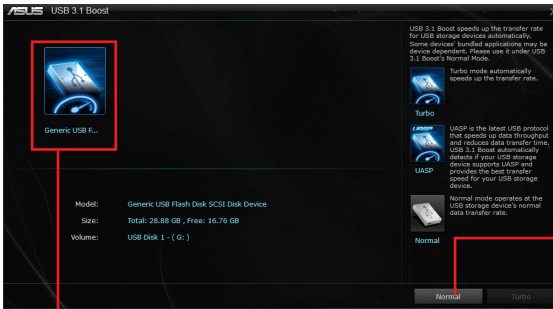 ASUS USB 3.1 Boost
Generic USB F...
Model: Generic USB Flash Disk SCSI Disk Device
Size: Total: 28.88 GB , Free: 16.76 GB
Volume: USB Disk 1 - ( G: )
USB 3.1 Boost speeds up the transfer rate
for USB storage devices automatically.
Some devices' bundled applications may be
device dependent. Please use it under USB
3.1 Boost's Normal Mode.
Turbo mode automatically
speeds up the transfer rate.
Turbo
UASP is the latest USB protocol
that speeds up data throughput
and reduces data transfer time.
USB 3.1 Boost automatically
detects if your USB storage
device supports UASP and
provides the best transfer
speed for your USB storage
device.
UASP
Normal mode operates at the
USB storage device's normal
data transfer rate.
Normal
Normal Turbo